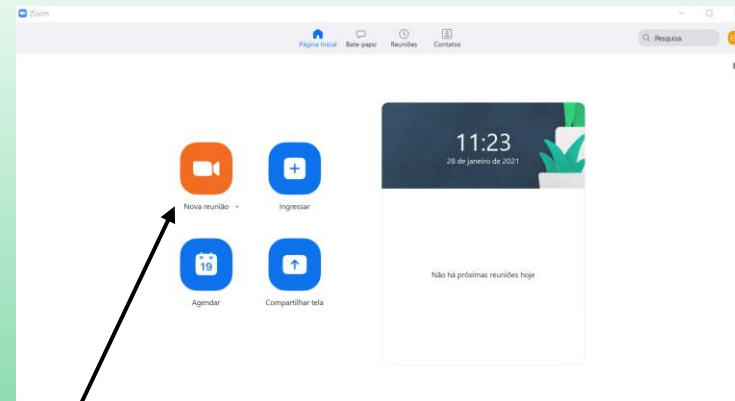 Zoom
Página Inicial Bate-papo Reuniões Contatos
Pesquisa
11:23
28 de janeiro de 2021
Nova reunião Ingressar
19
Agendar Compartilhar tela
Não há próximas reuniões hoje